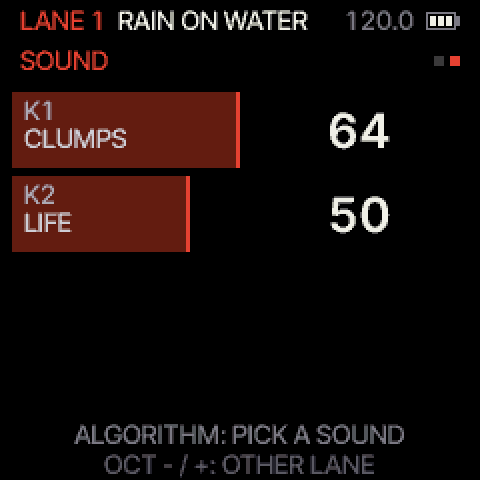 LANE 1 RAIN ON WATER 120.0
SOUND
K1
CLUMPS 64
K2
LIFE 50
ALGORITHM: PICK A SOUND
OCT - / +: OTHER LANE